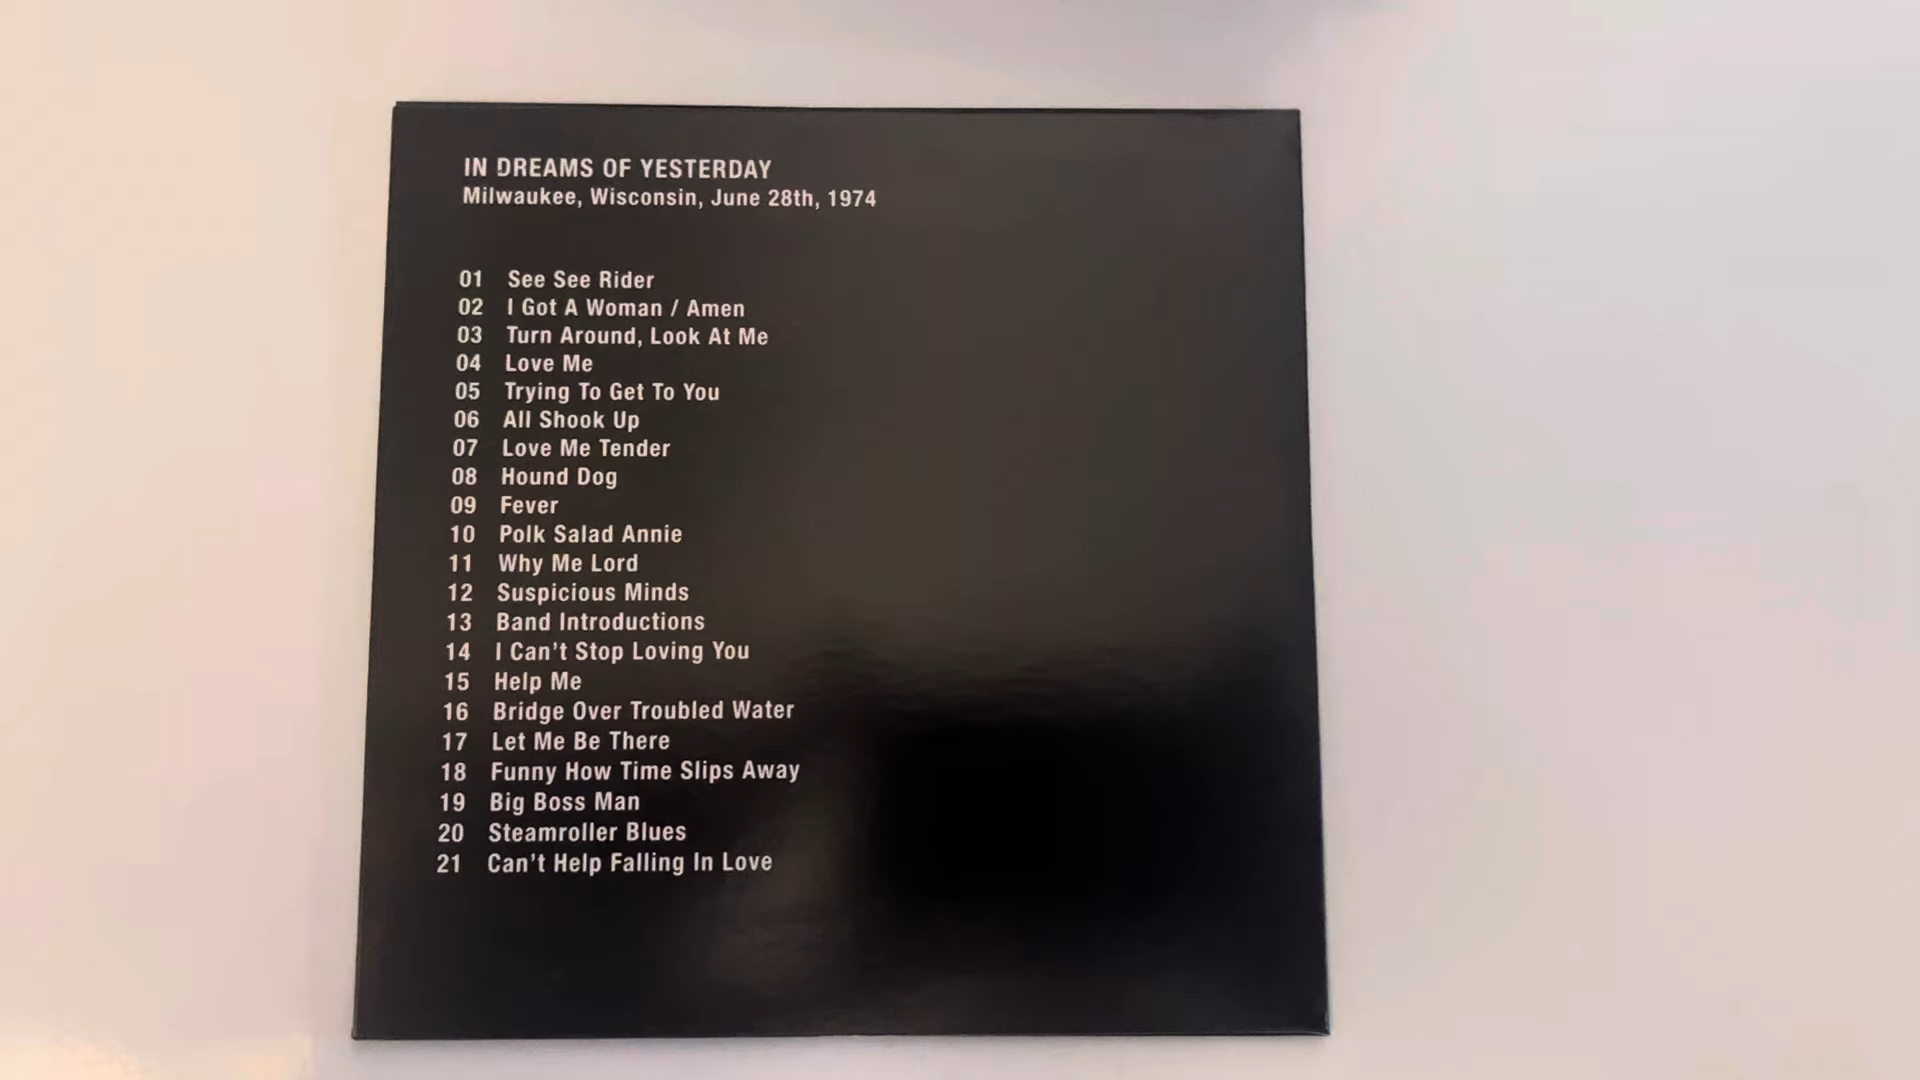 IN DREAMS OF YESTERDAY
Milwaukee, Wisconsin, June 28th, 1974
01 See See Rider
02 I Got A Woman / Amen
03 Turn Around, Look At Me
04 Love Me
05 Trying To Get To You
06 All Shook Up
07 Love Me Tender
08 Hound Dog
09 Fever
10 Polk Salad Annie
11 Why Me Lord
12 Suspicious Minds
13 Band Introductions
14 I Can't Stop Loving You
15 Help Me
16 Bridge Over Troubled Water
17 Let Me Be There
18 Funny How Time Slips Away
19 Big Boss Man
20 Steamroller Blues
21 Can't Help Falling In Love